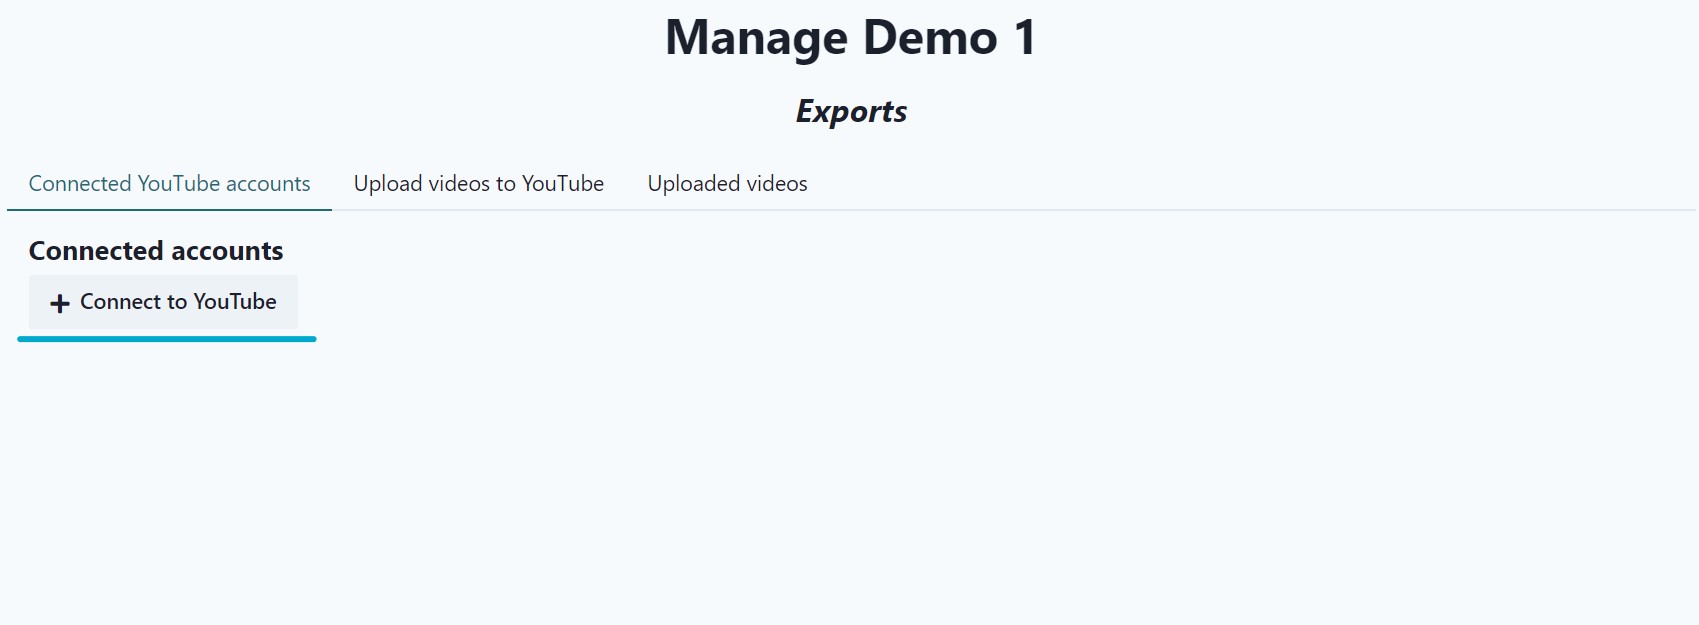 Manage Demo 1
Exports
Connected YouTube accounts Upload videos to YouTube Uploaded videos
Connected accounts
Connect to YouTube